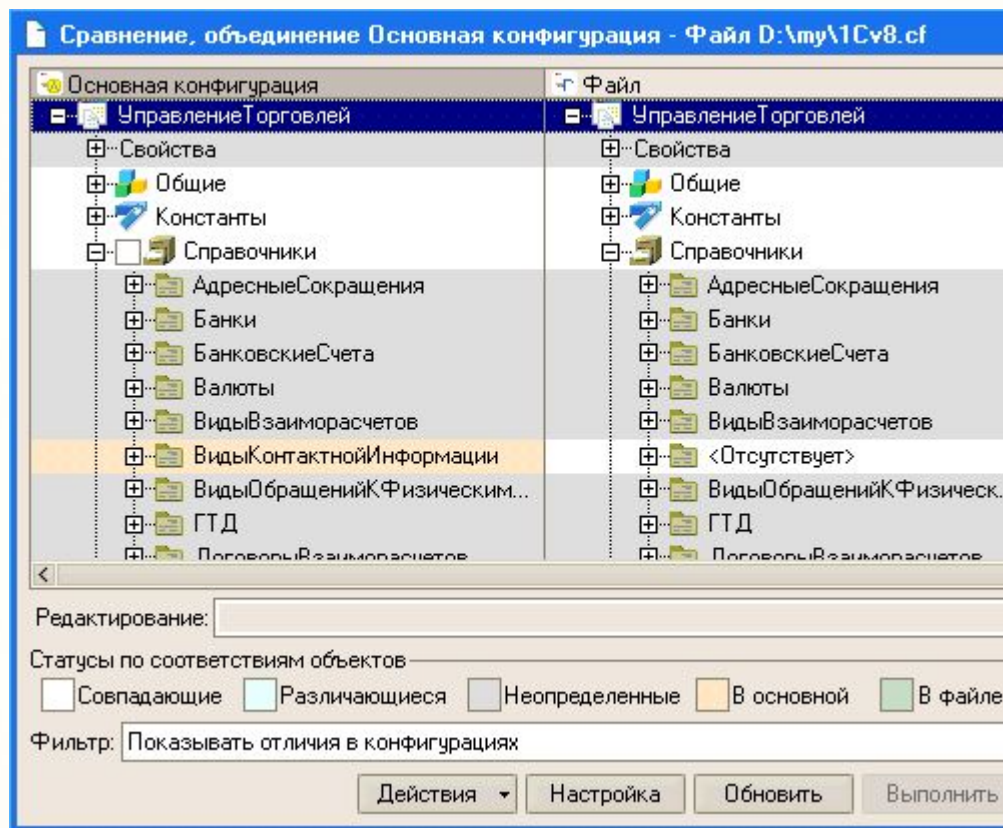 Сравнение, объединение Основная конфигурация - Файл D:\my\1Cv8.cf
Основная конфигурация Файл
УправлениеТорговлей УправлениеТорговлей
Свойства Свойства
Общие Общие
Константы Константы
Справочники Справочники
АдресныеСокращения АдресныеСокращения
Банки Банки
БанковскиеСчета БанковскиеСчета
Валюты Валюты
ВидыВзаиморасчетов ВидыВзаиморасчетов
ВидыКонтактнойИнформации <Отсутствует>
ВидыОбращенийКФизическим... ВидыОбращенийКФизическ.
ГТД ГТД
ДоговорыВзаиморасчетов ДоговорыВзаиморасчетов
Редактирование:
Статусы по соответствиям объектов
Совпадающие Различающиеся Неопределенные В основной В файле
Фильтр: Показывать отличия в конфигурациях
Действия Настройка Обновить Выполнить